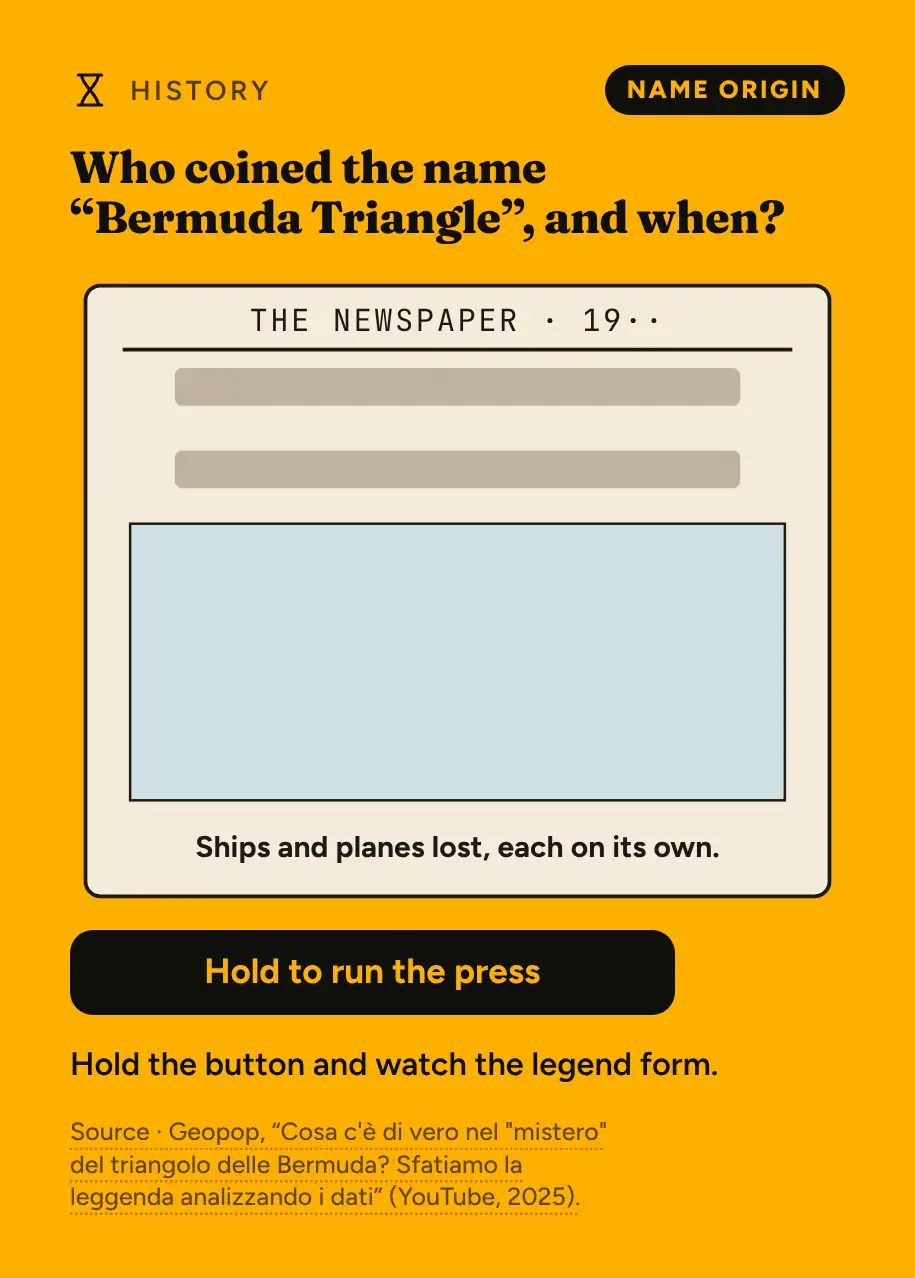 HISTORY
NAME ORIGIN
Who coined the name
“Bermuda Triangle”, and when?
THE NEWSPAPER · 19··
Ships and planes lost, each on its own.
Hold to run the press
Hold the button and watch the legend form.
Source · Geopop, “Cosa c'è di vero nel "mistero"
del triangolo delle Bermuda? Sfatiamo la
leggenda analizzando i dati” (YouTube, 2025).